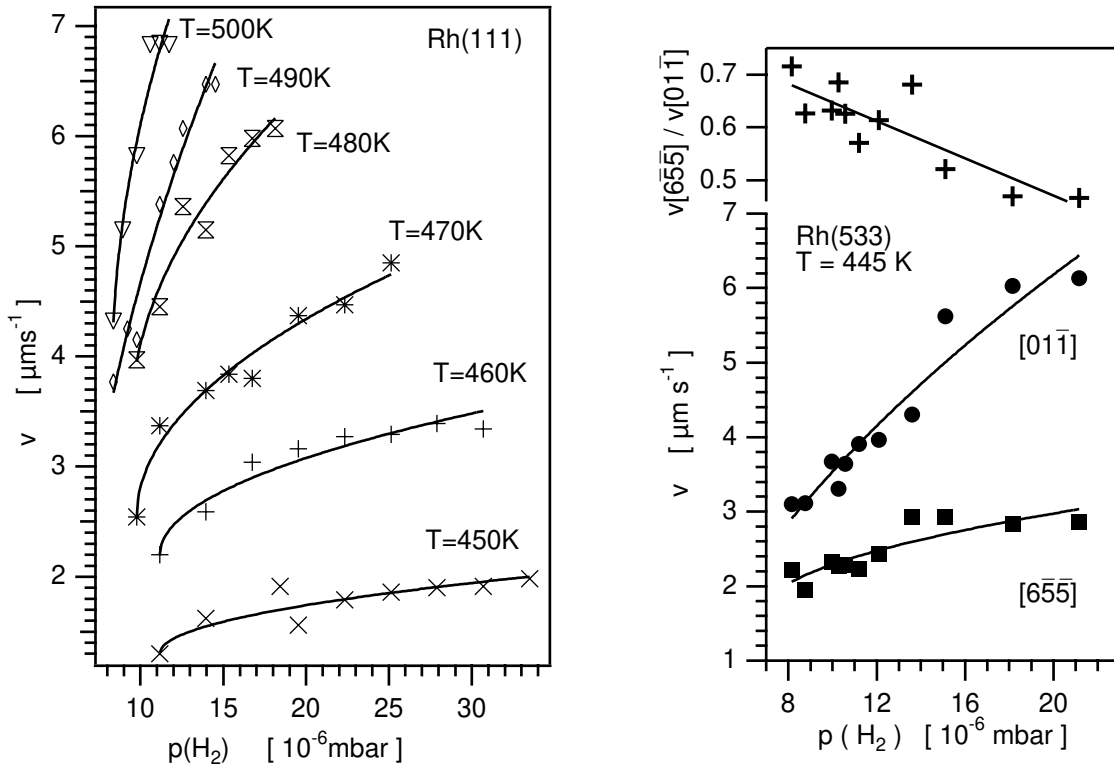 7
6
5
4
3
2
v [ μms⁻¹]
T=500K
Rh(111)
T=490K
T=480K
T=470K
T=460K
T=450K
10 15 20 25 30
p(H₂) [ 10⁻⁶mbar]
0.7
0.6
0.5
v[65̅5̅] / v[011̅]
7
6
5
4
3
2
1
v [ μm s⁻¹]
Rh(533)
T = 445 K
[011̅]
[65̅5̅]
8 12 16 20
p ( H₂ ) [ 10⁻⁶ mbar]